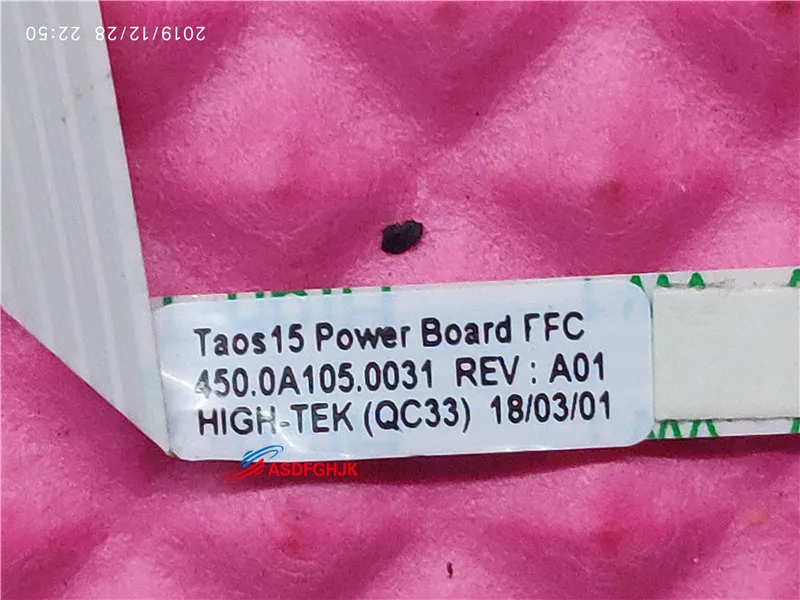 2019/12/28 22:50
Taos15 Power Board FFC
450.0A105.0031 REV : A01
HIGH-TEK (QC33) 18/03/01
ASDFGHJK